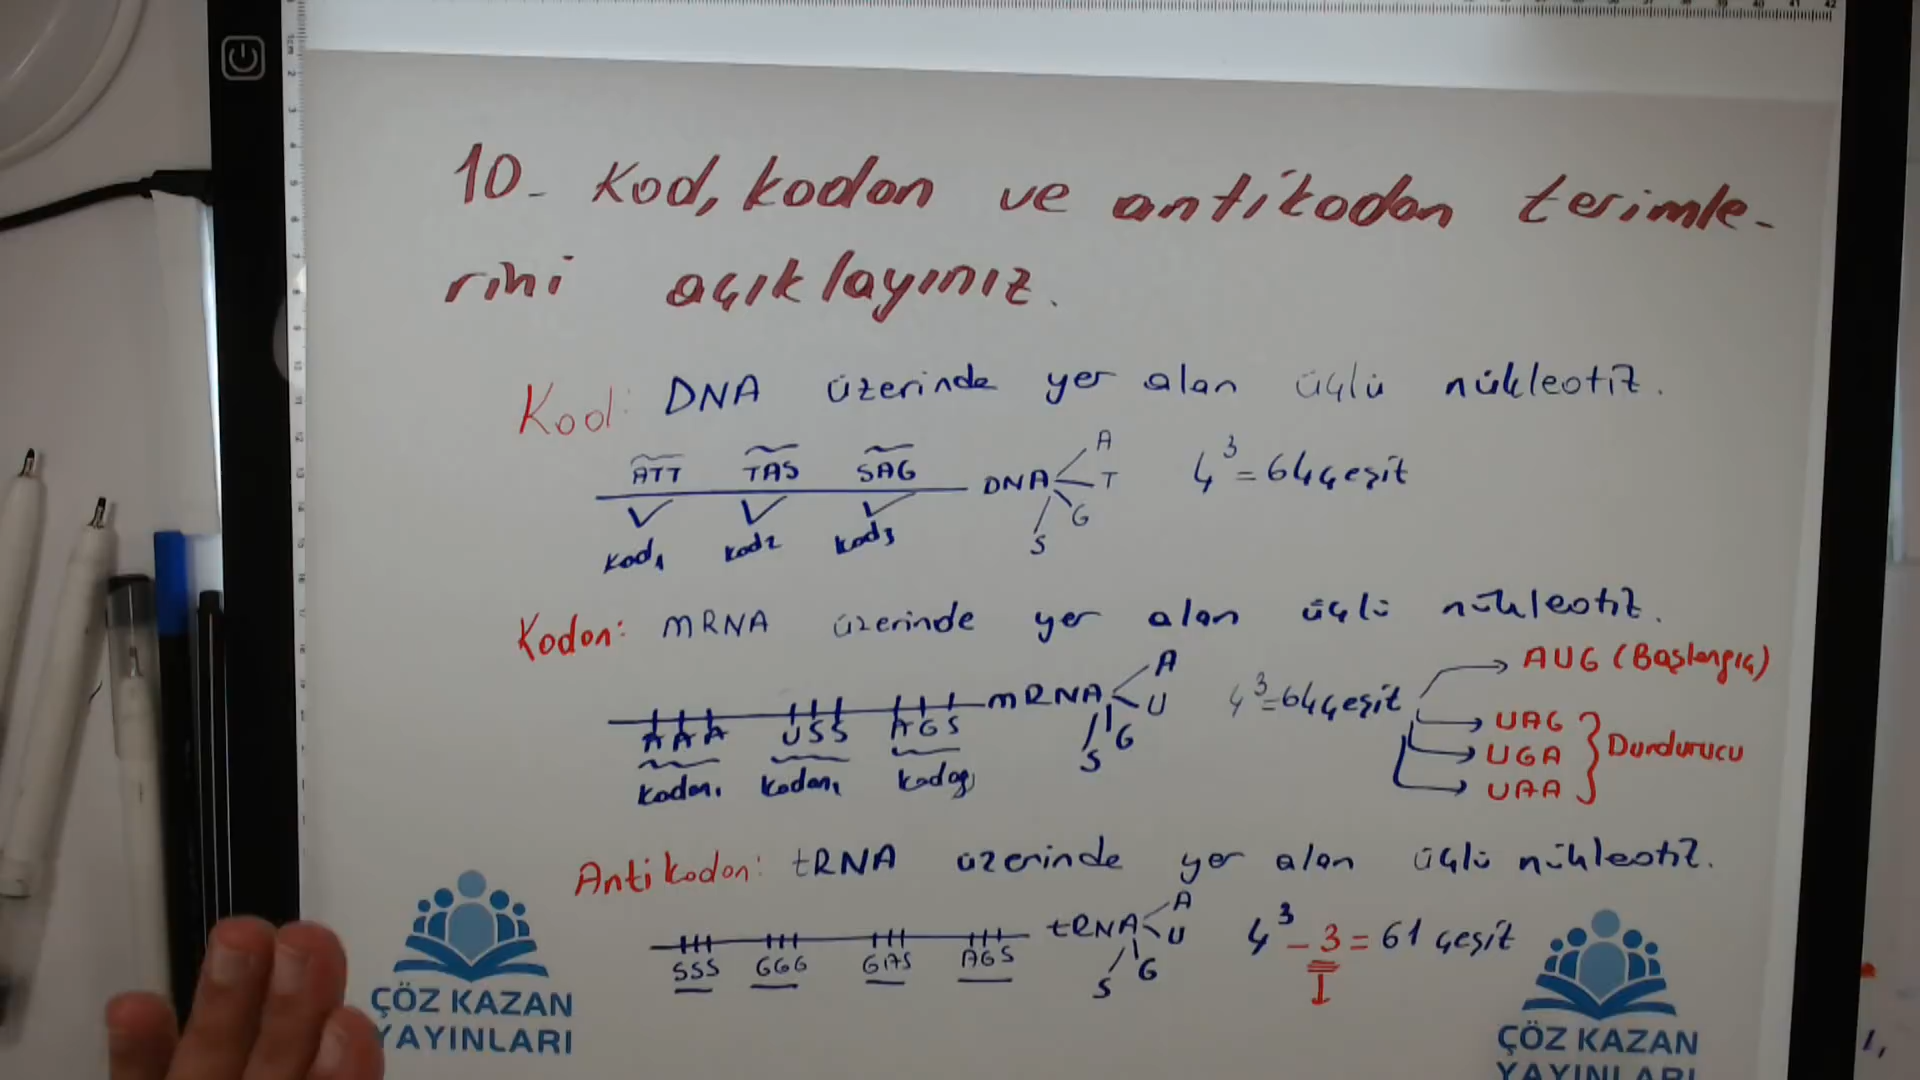 10- Kod, kodon ve antikodon terimle-
rini açıklayınız.
Kod: DNA üzerinde yer alan üçlü nükleotit.
ATT TAS SAG DNA A T G S 4³=64 çeşit
kod1 kod2 kod3
Kodon: mRNA üzerinde yer alan üçlü nükleotit.
AUG (Başlangıç)
AAA USS AGS mRNA A U G S 4³=64 çeşit UAG
UGA Durdurucu
UAA
kodon1 kodon
Antikodon: tRNA üzerinde yer alan üçlü nükleotit.
SSS GGG GAS AGS tRNA A U G S 4³-3=61 çeşit
I
ÇÖZ KAZAN
YAYINLARI
ÇÖZ KAZAN
YAYINLARI